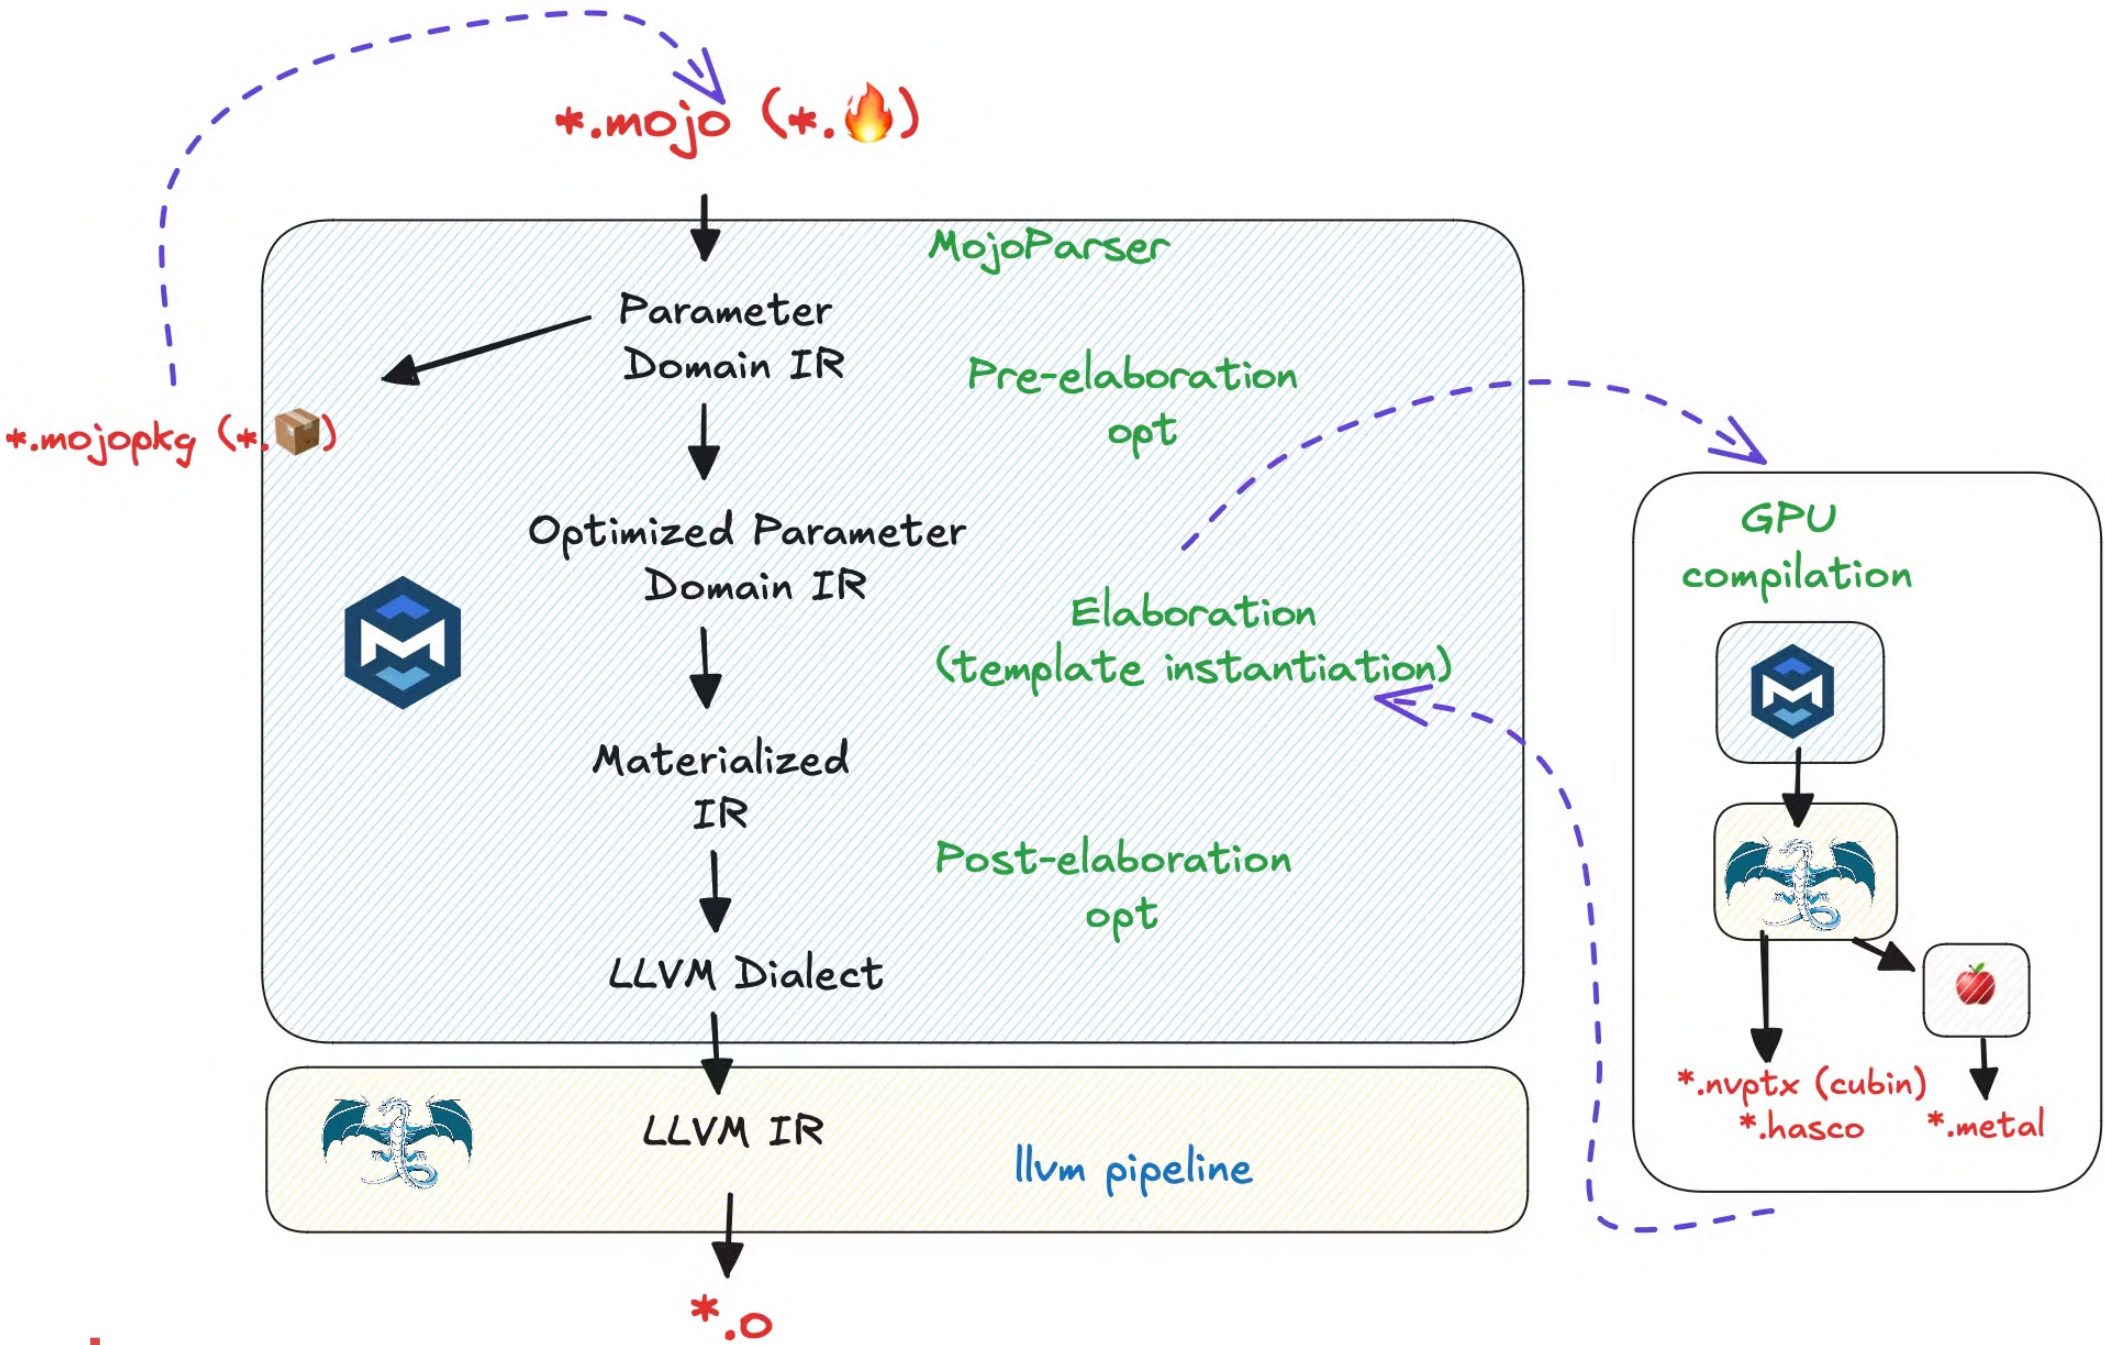 *.mojo (*.🔥)
MojoParser
Parameter
Domain IR
Pre-elaboration
opt
*.mojopkg (*.📦)
Optimized Parameter
Domain IR
Elaboration
(template instantiation)
Materialized
IR
Post-elaboration
opt
LLVM Dialect
LLVM IR
llvm pipeline
*.o
GPU
compilation
*.nvptx (cubin)
*.hasco
*.metal